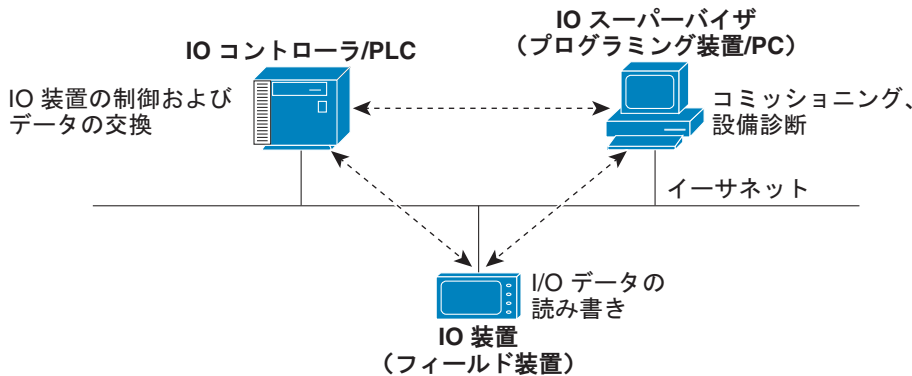 IO スーパーバイザ
（プログラミング装置/PC）
IO コントローラ/PLC
IO 装置の制御および
データの交換
コミッショニング、
設備診断
イーサネット
I/O データの
読み書き
IO 装置
（フィールド装置）